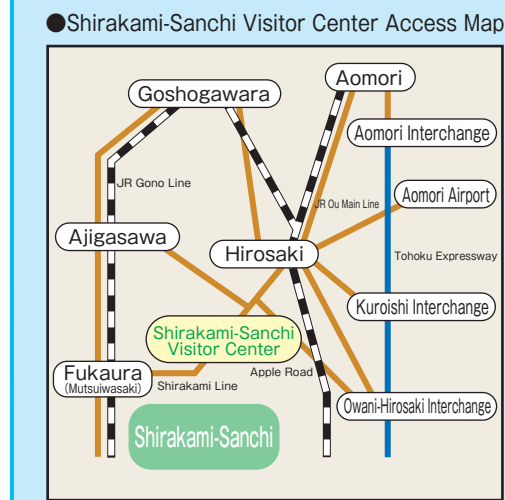 ●Shirakami-Sanchi Visitor Center Access Map
Aomori
Goshogawara
Aomori Interchange
JR Gono Line
Aomori Airport
JR Ou Main Line
Ajigasawa
Hirosaki
Tohoku Expressway
Kuroishi Interchange
Shirakami-Sanchi
Visitor Center
Fukaura
(Mutsuiwasaki)
Shirakami Line
Apple Road
Owani-Hirosaki Interchange
Shirakami-Sanchi